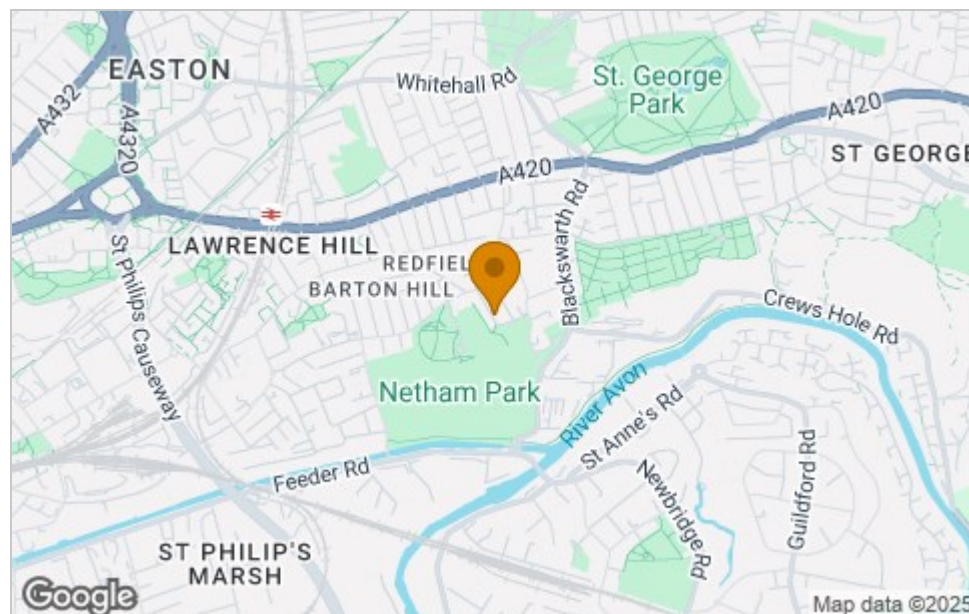 EASTON
Whitehall Rd
St. George
Park
A432
A4320
A420
A420
ST GEORGE
LAWRENCE HILL
REDFIEL
BARTON HILL
Blackswarth Rd
St Philips Causeway
Crews Hole Rd
Netham Park
River Avon
St Anne's Rd
Feeder Rd
Newbridge Rd
Guildford Rd
ST PHILIP'S
MARSH
Google
Map data ©2025